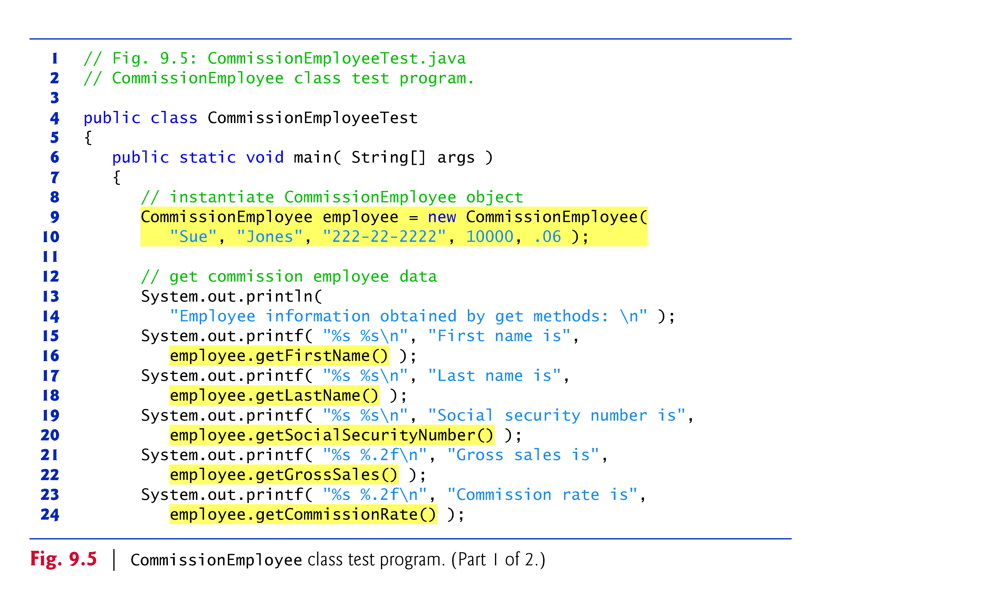 1 // Fig. 9.5: CommissionEmployeeTest.java
2 // CommissionEmployee class test program.
3
4 public class CommissionEmployeeTest
5 {
6 public static void main( String[] args )
7 {
8 // instantiate CommissionEmployee object
9 CommissionEmployee employee = new CommissionEmployee(
10 "Sue", "Jones", "222-22-2222", 10000, .06 );
11
12 // get commission employee data
13 System.out.println(
14 "Employee information obtained by get methods: \n" );
15 System.out.printf( "%s %s\n", "First name is",
16 employee.getFirstName() );
17 System.out.printf( "%s %s\n", "Last name is",
18 employee.getLastName() );
19 System.out.printf( "%s %s\n", "Social security number is",
20 employee.getSocialSecurityNumber() );
21 System.out.printf( "%s %.2f\n", "Gross sales is",
22 employee.getGrossSales() );
23 System.out.printf( "%s %.2f\n", "Commission rate is",
24 employee.getCommissionRate() );
Fig. 9.5 | CommissionEmployee class test program. (Part 1 of 2.)